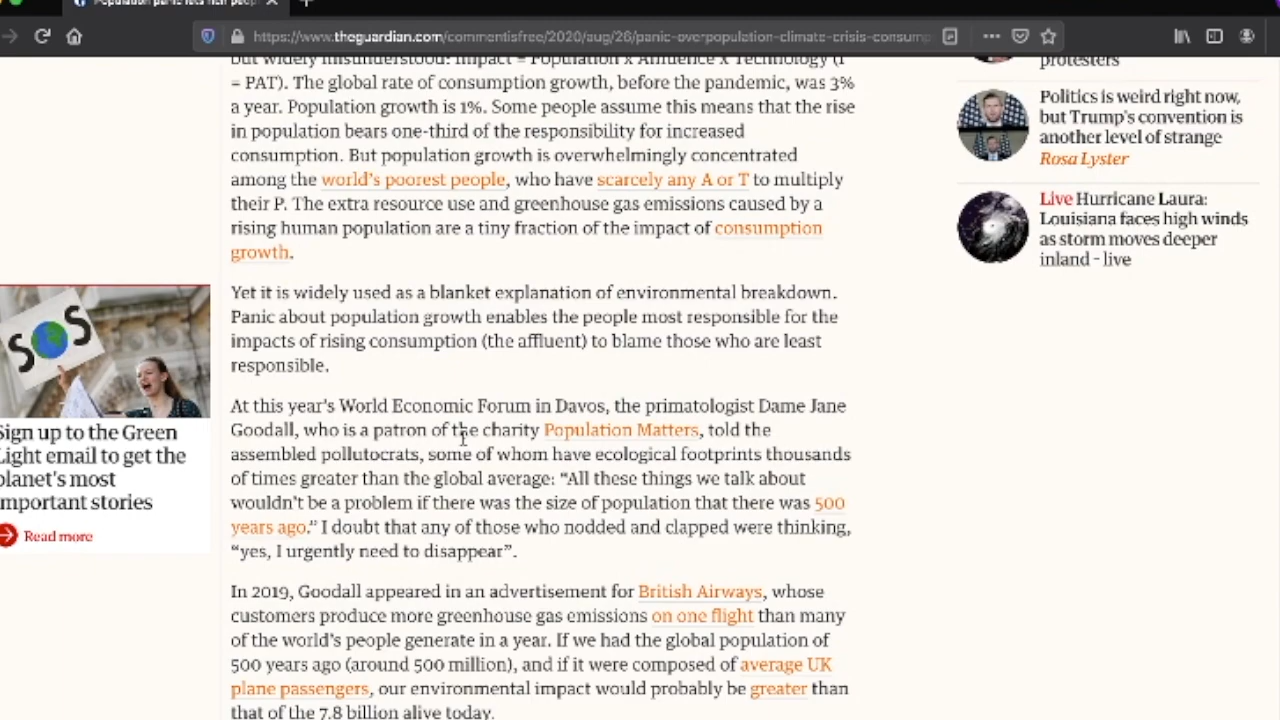 Population panic lets rich peopl
https://www.theguardian.com/commentisfree/2020/aug/26/panic-over-population-climate-crisis-consump
but widely misunderstood: Impact = Population x Affluence x Technology (I
= PAT). The global rate of consumption growth, before the pandemic, was 3%
a year. Population growth is 1%. Some people assume this means that the rise
in population bears one-third of the responsibility for increased
consumption. But population growth is overwhelmingly concentrated
among the world's poorest people, who have scarcely any A or T to multiply
their P. The extra resource use and greenhouse gas emissions caused by a
rising human population are a tiny fraction of the impact of consumption
growth.
Yet it is widely used as a blanket explanation of environmental breakdown.
Panic about population growth enables the people most responsible for the
impacts of rising consumption (the affluent) to blame those who are least
responsible.
At this year's World Economic Forum in Davos, the primatologist Dame Jane
Goodall, who is a patron of the charity Population Matters, told the
assembled pollutocrats, some of whom have ecological footprints thousands
of times greater than the global average: “All these things we talk about
wouldn't be a problem if there was the size of population that there was 500
years ago.” I doubt that any of those who nodded and clapped were thinking,
“yes, I urgently need to disappear”.
In 2019, Goodall appeared in an advertisement for British Airways, whose
customers produce more greenhouse gas emissions on one flight than many
of the world's people generate in a year. If we had the global population of
500 years ago (around 500 million), and if it were composed of average UK
plane passengers, our environmental impact would probably be greater than
that of the 7.8 billion alive today.
SOS
Sign up to the Green
Light email to get the
planet's most
important stories
Read more
protesters
Politics is weird right now,
but Trump's convention is
another level of strange
Rosa Lyster
Live Hurricane Laura:
Louisiana faces high winds
as storm moves deeper
inland - live